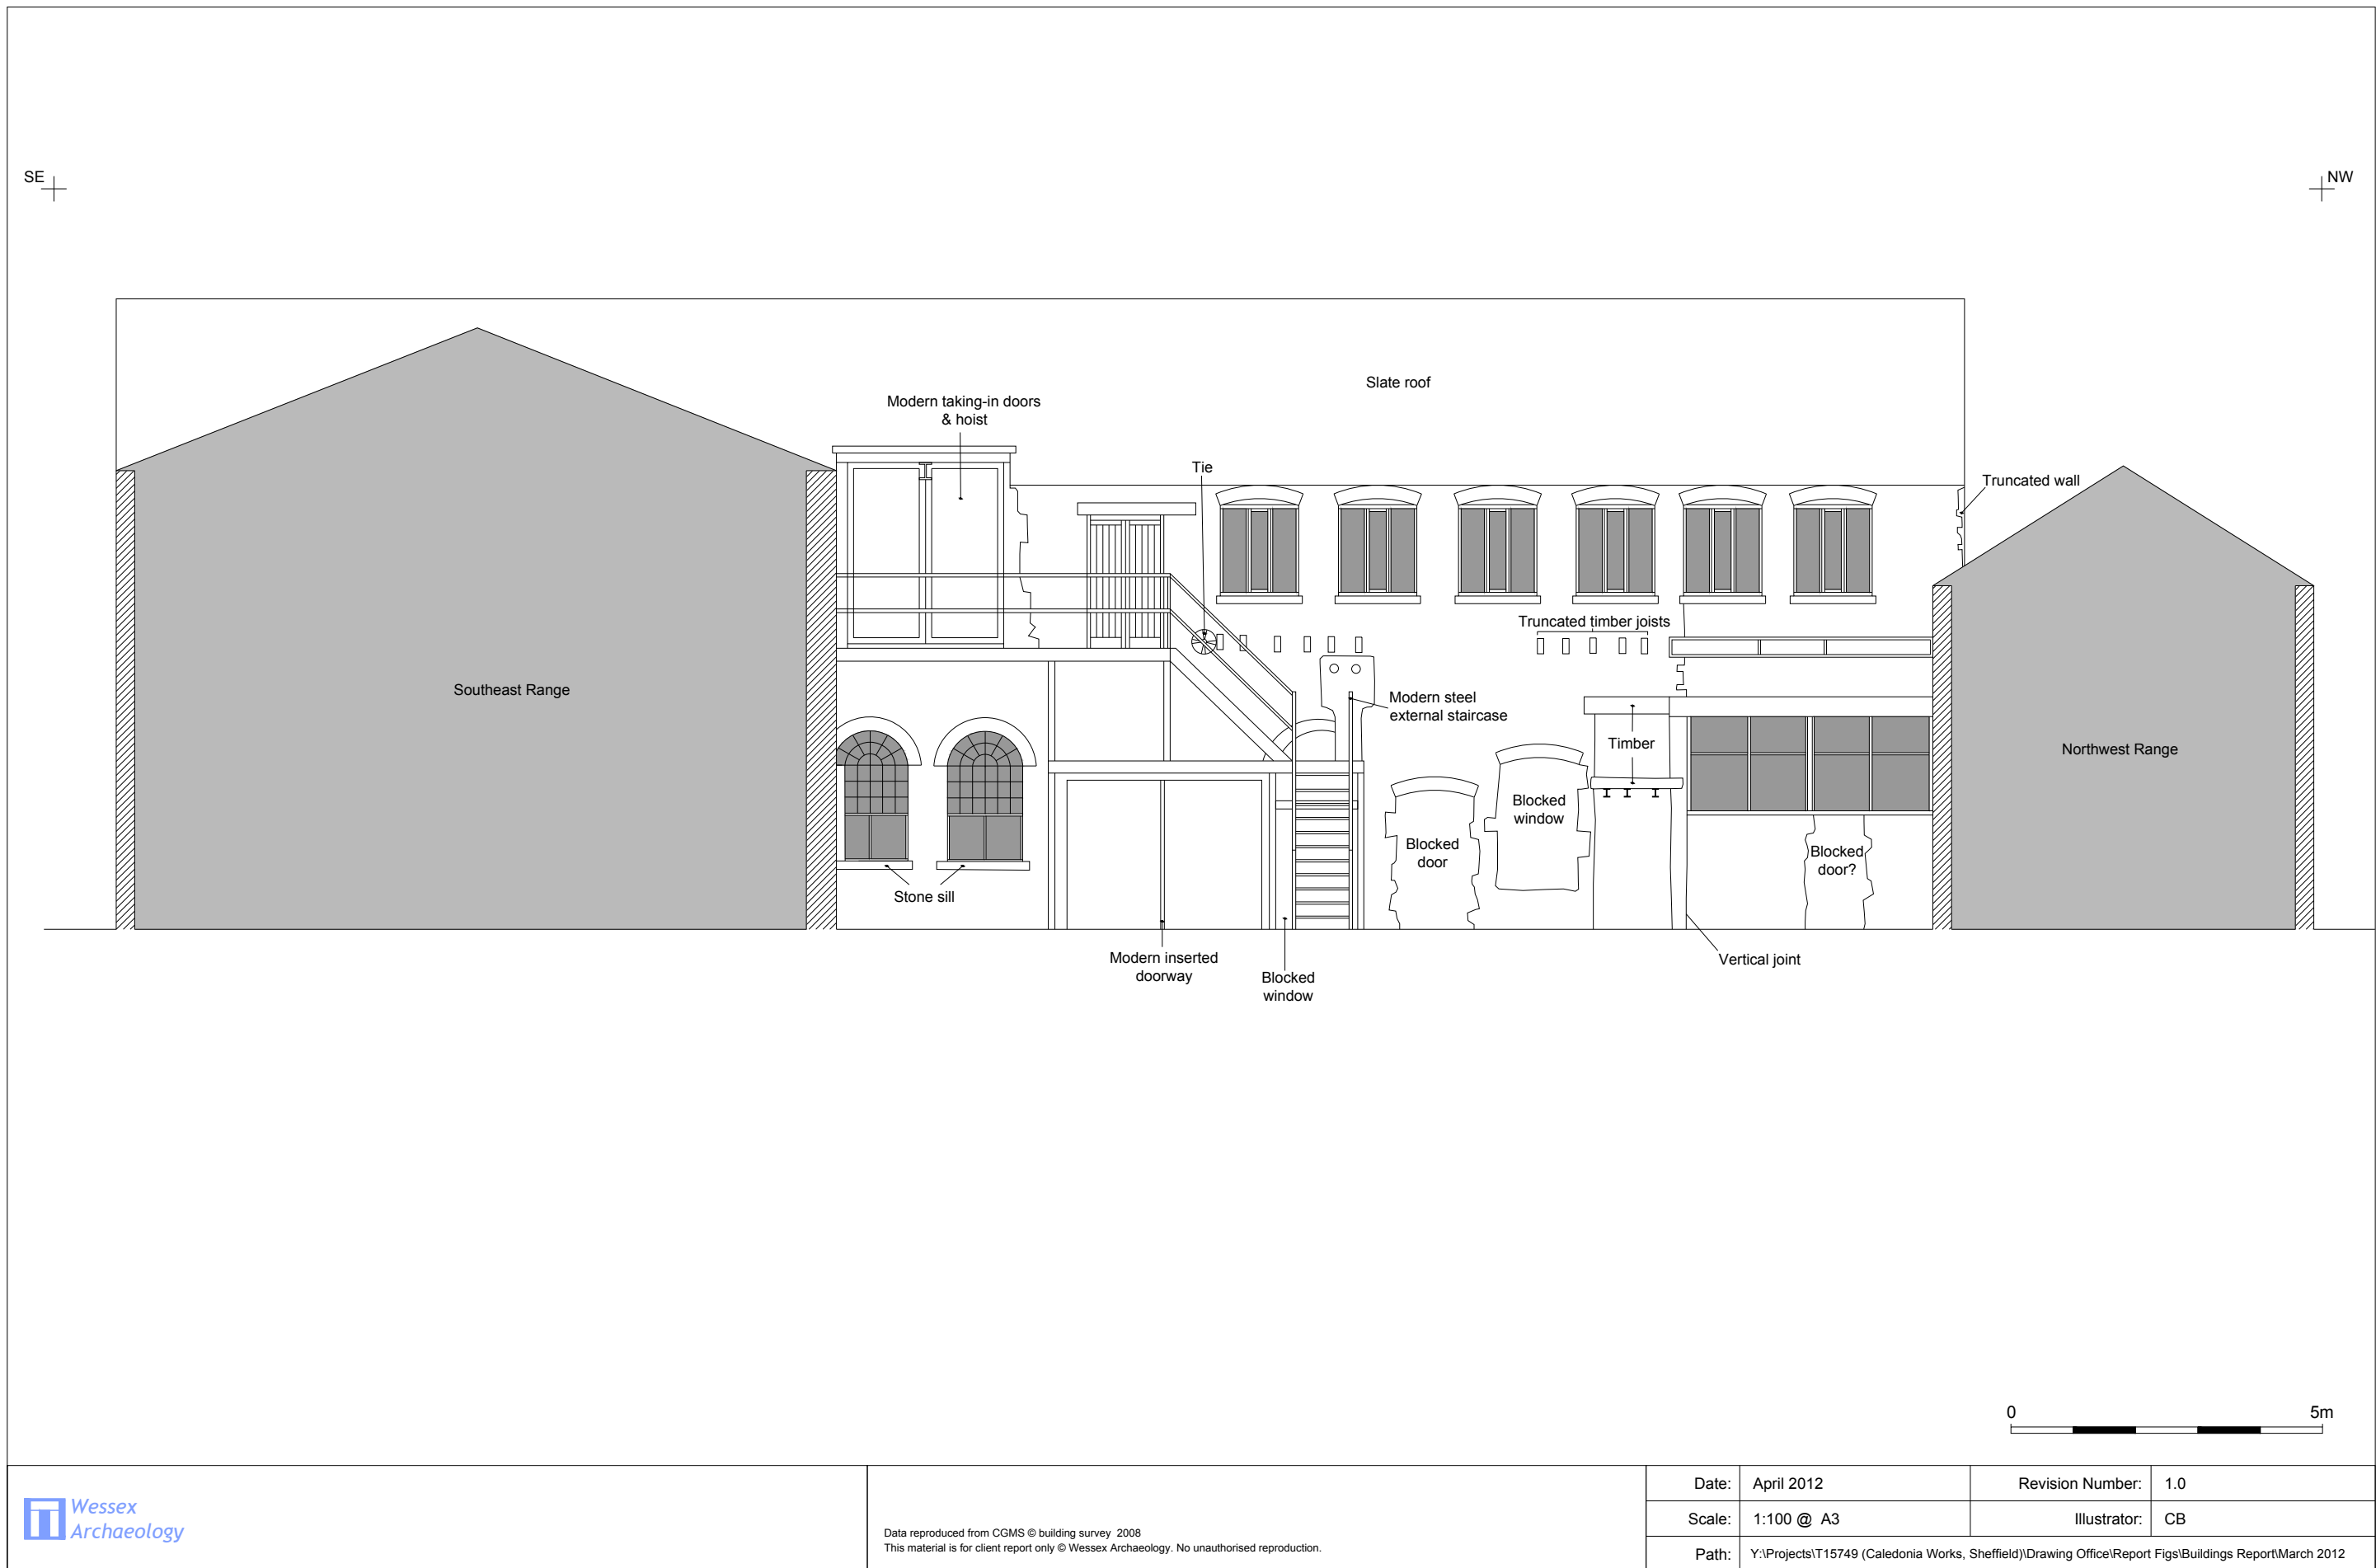 SE
NW
Slate roof
Modern taking-in doors
& hoist
Tie
Truncated wall
Truncated timber joists
Southeast Range
Modern steel
external staircase
Timber
Northwest Range
Blocked
window
Blocked
door
Blocked
door?
Stone sill
Modern inserted
doorway
Blocked
window
Vertical joint
0 5m
Wessex
Archaeology
Data reproduced from CGMS © building survey 2008
This material is for client report only © Wessex Archaeology. No unauthorised reproduction.
Date: April 2012 Revision Number: 1.0
Scale: 1:100 @ A3 Illustrator: CB
Path: Y:\Projects\T15749 (Caledonia Works, Sheffield)\Drawing Office\Report Figs\Buildings Report\March 2012